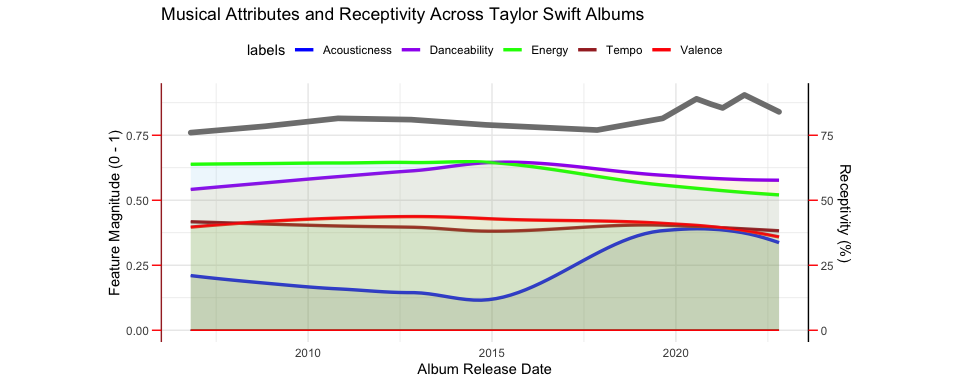 Musical Attributes and Receptivity Across Taylor Swift Albums
labels Acousticness Danceability Energy Tempo Valence
Feature Magnitude (0 - 1)
0.75
0.50
0.25
0.00
75
50
25
0
Receptivity (%)
2010 2015 2020
Album Release Date